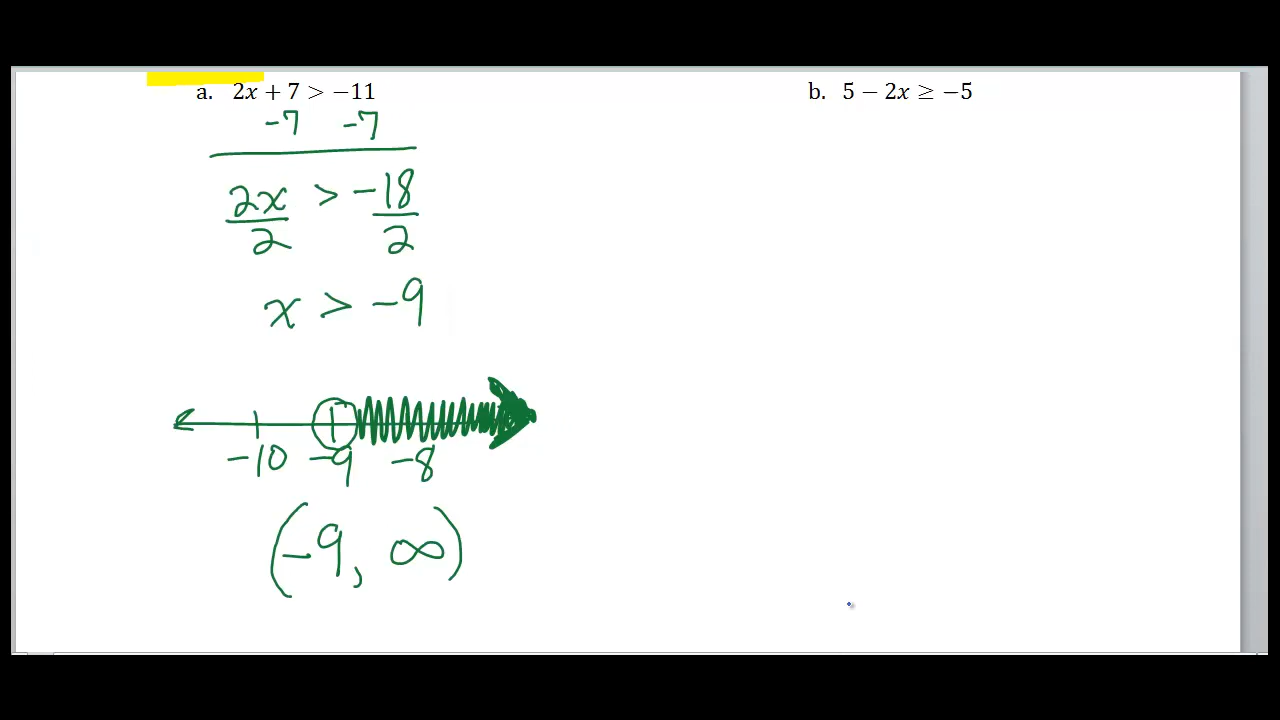 a. 2x + 7 > −11
-7 -7
2x > -18
2 2
x > -9
-10 -9 -8
(-9, ∞)
b. 5 − 2x ≥ −5